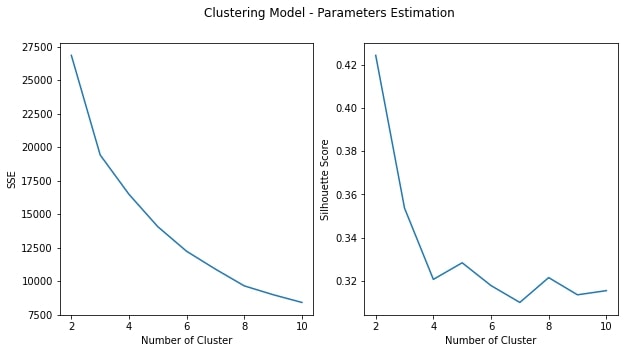 Clustering Model - Parameters Estimation
27500
25000
22500
20000
17500
15000
12500
10000
7500
SSE
2 4 6 8 10
Number of Cluster
0.42
0.40
0.38
0.36
0.34
0.32
Silhouette Score
2 4 6 8 10
Number of Cluster